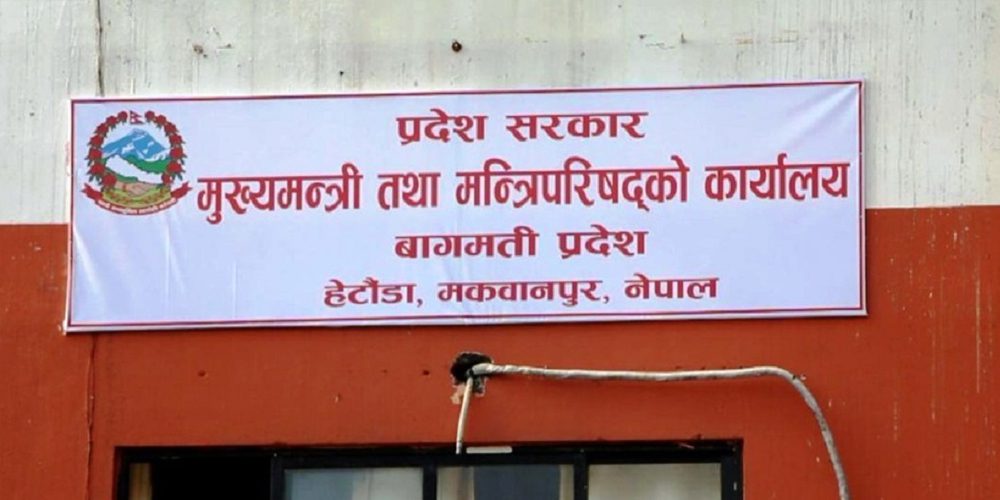 प्रदेश सरकार
मुख्यमन्त्री तथा मन्त्रिपरिषद्को कार्यालय
बागमती प्रदेश
हेटौंडा, मकवानपुर, नेपाल